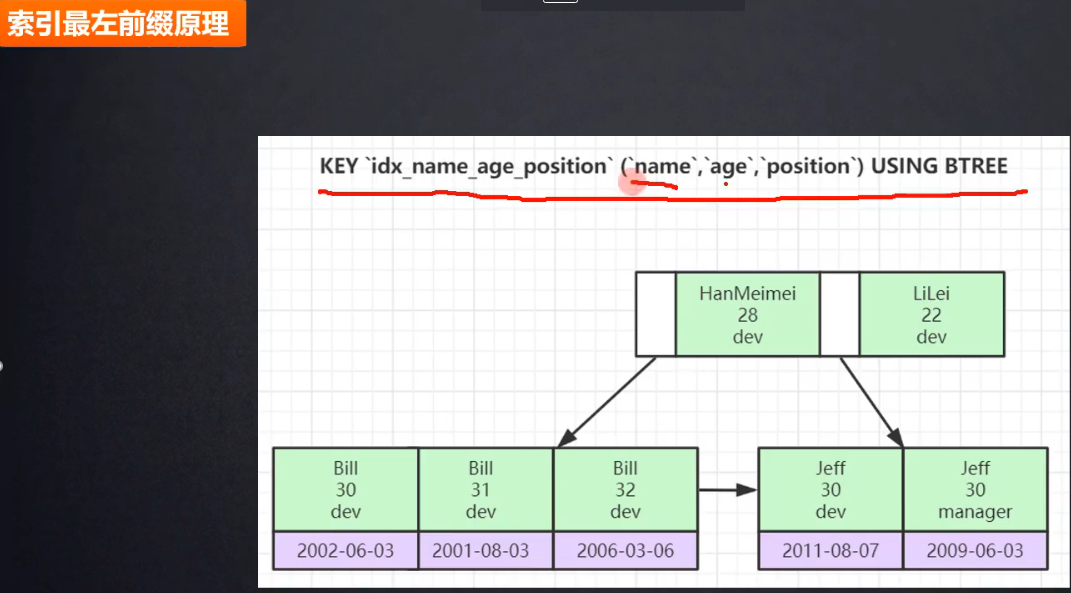 索引最左前缀原理
KEY `idx_name_age_position` (`name`,`age`,`position`) USING BTREE
HanMeimei
28
dev
LiLei
22
dev
Bill
30
dev
2002-06-03
Bill
31
dev
2001-08-03
Bill
32
dev
2006-03-06
Jeff
30
dev
2011-08-07
Jeff
30
manager
2009-06-03